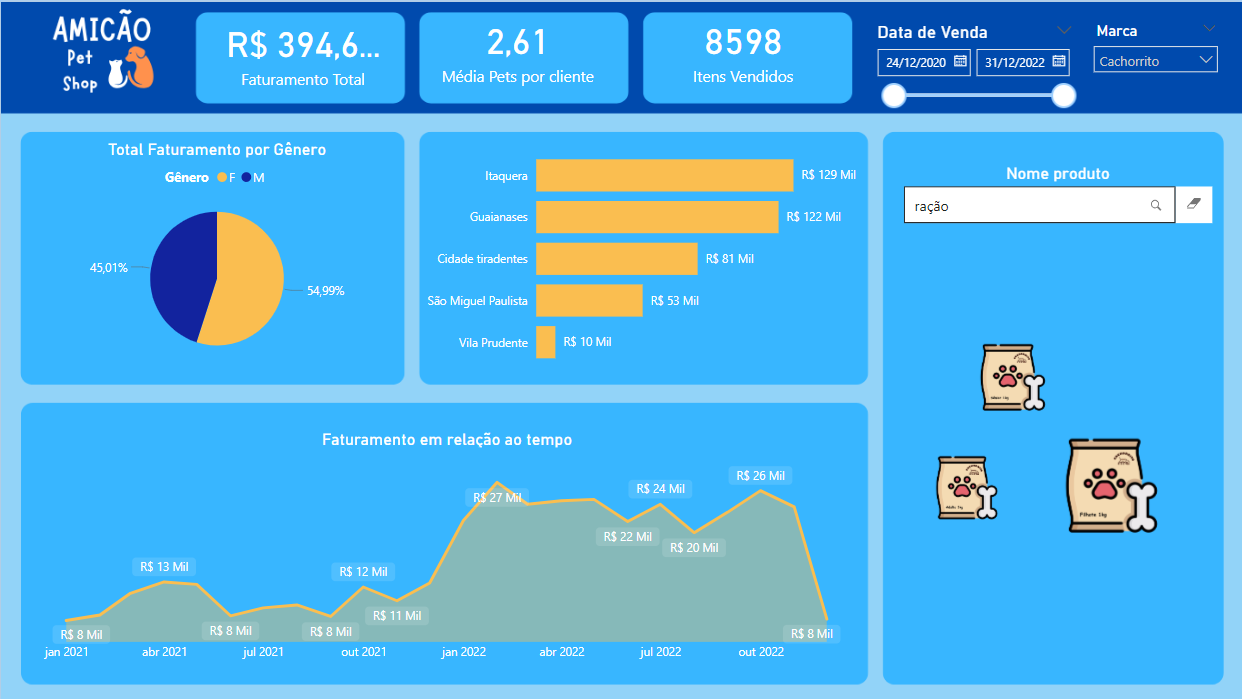 AMICÃO
Pet
Shop
R$ 394,6...
Faturamento Total
2,61
Média Pets por cliente
8598
Itens Vendidos
Data de Venda
24/12/2020
31/12/2022
Marca
Cachorrito
Total Faturamento por Gênero
Gênero F M
45,01%
54,99%
Itaquera R$ 129 Mil
Guaianases R$ 122 Mil
Cidade tiradentes R$ 81 Mil
São Miguel Paulista R$ 53 Mil
Vila Prudente R$ 10 Mil
Nome produto
ração
Filhote 1kg
Faturamento em relação ao tempo
R$ 8 Mil
R$ 13 Mil
R$ 8 Mil
R$ 8 Mil
R$ 12 Mil
R$ 11 Mil
R$ 27 Mil
R$ 22 Mil
R$ 24 Mil
R$ 20 Mil
R$ 26 Mil
R$ 8 Mil
jan 2021 abr 2021 jul 2021 out 2021 jan 2022 abr 2022 jul 2022 out 2022